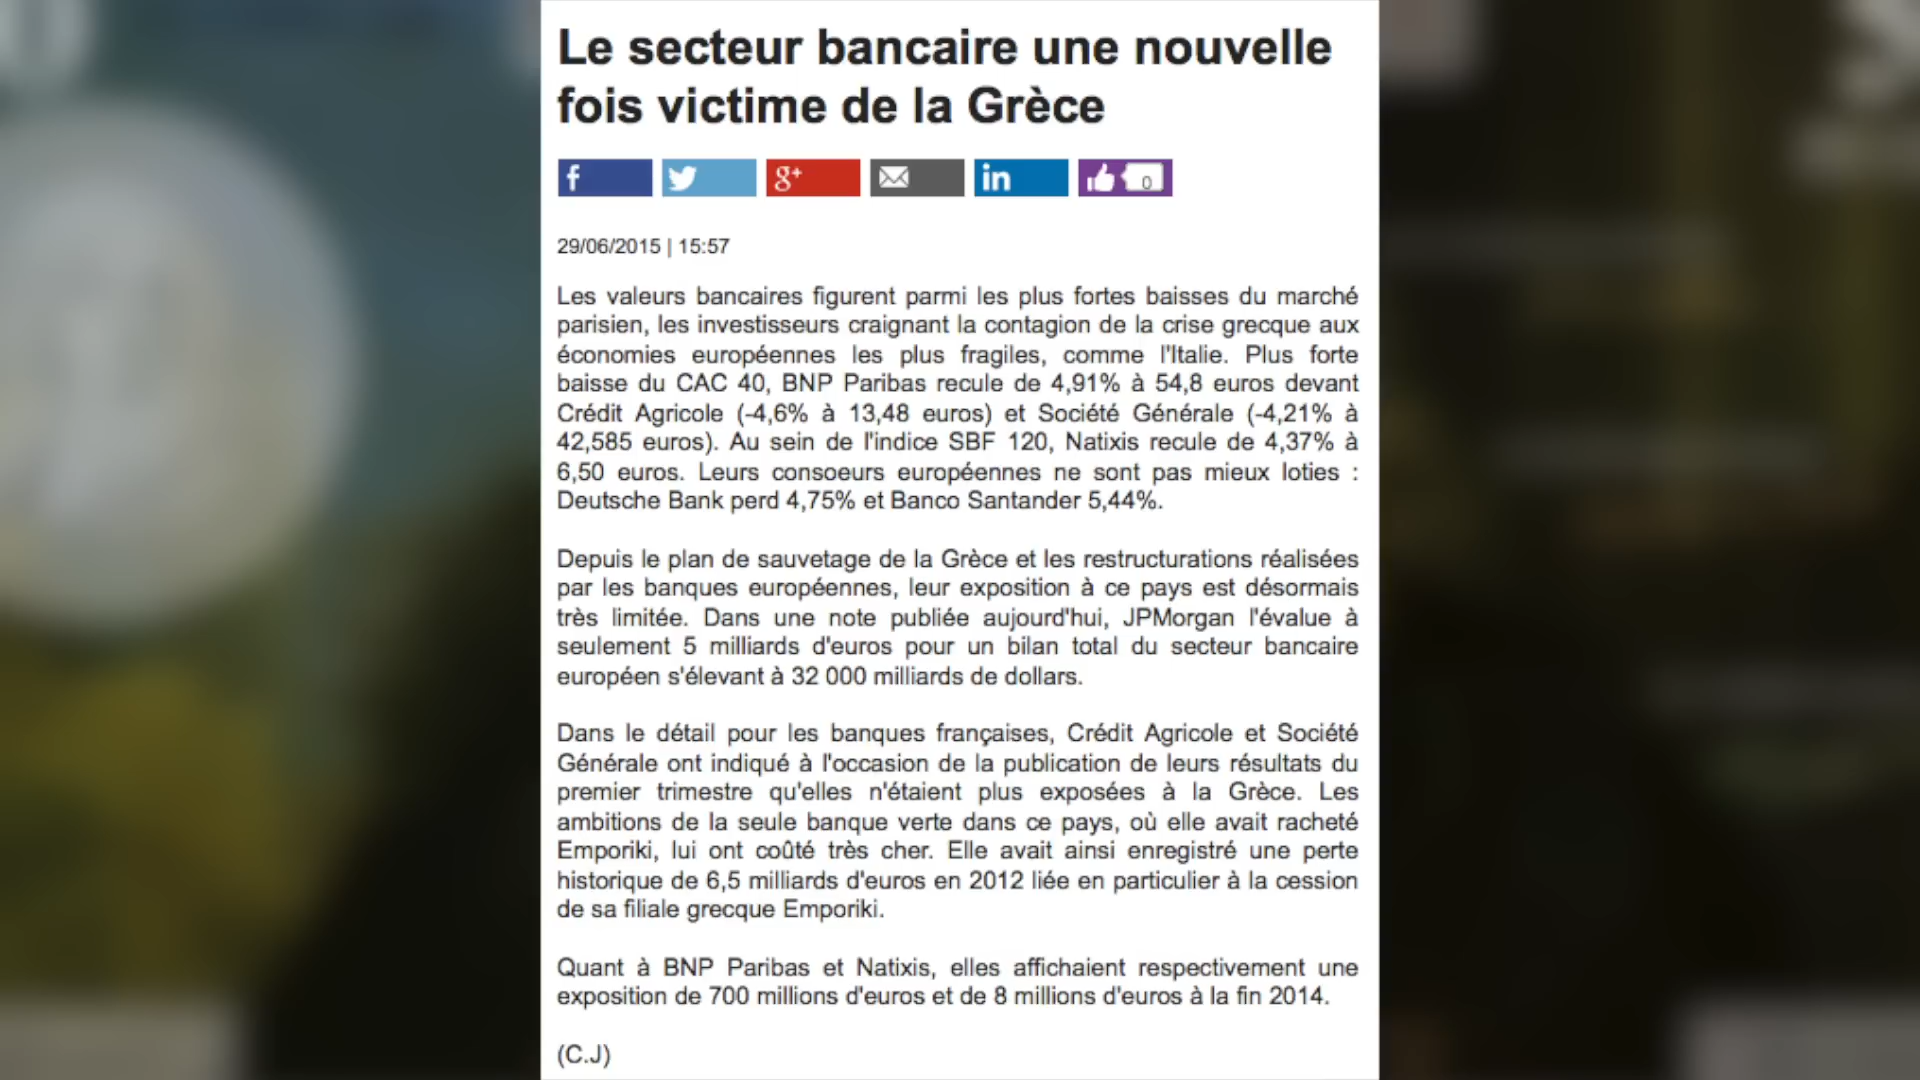 Le secteur bancaire une nouvelle
fois victime de la Grèce
f
g+
in
0
29/06/2015 | 15:57
Les valeurs bancaires figurent parmi les plus fortes baisses du marché
parisien, les investisseurs craignant la contagion de la crise grecque aux
économies européennes les plus fragiles, comme l'Italie. Plus forte
baisse du CAC 40, BNP Paribas recule de 4,91% à 54,8 euros devant
Crédit Agricole (-4,6% à 13,48 euros) et Société Générale (-4,21% à
42,585 euros). Au sein de l'indice SBF 120, Natixis recule de 4,37% à
6,50 euros. Leurs consoeurs européennes ne sont pas mieux loties :
Deutsche Bank perd 4,75% et Banco Santander 5,44%.
Depuis le plan de sauvetage de la Grèce et les restructurations réalisées
par les banques européennes, leur exposition à ce pays est désormais
très limitée. Dans une note publiée aujourd'hui, JPMorgan l'évalue à
seulement 5 milliards d'euros pour un bilan total du secteur bancaire
européen s'élevant à 32 000 milliards de dollars.
Dans le détail pour les banques françaises, Crédit Agricole et Société
Générale ont indiqué à l'occasion de la publication de leurs résultats du
premier trimestre qu'elles n'étaient plus exposées à la Grèce. Les
ambitions de la seule banque verte dans ce pays, où elle avait racheté
Emporiki, lui ont coûté très cher. Elle avait ainsi enregistré une perte
historique de 6,5 milliards d'euros en 2012 liée en particulier à la cession
de sa filiale grecque Emporiki.
Quant à BNP Paribas et Natixis, elles affichaient respectivement une
exposition de 700 millions d'euros et de 8 millions d'euros à la fin 2014.
(C.J)